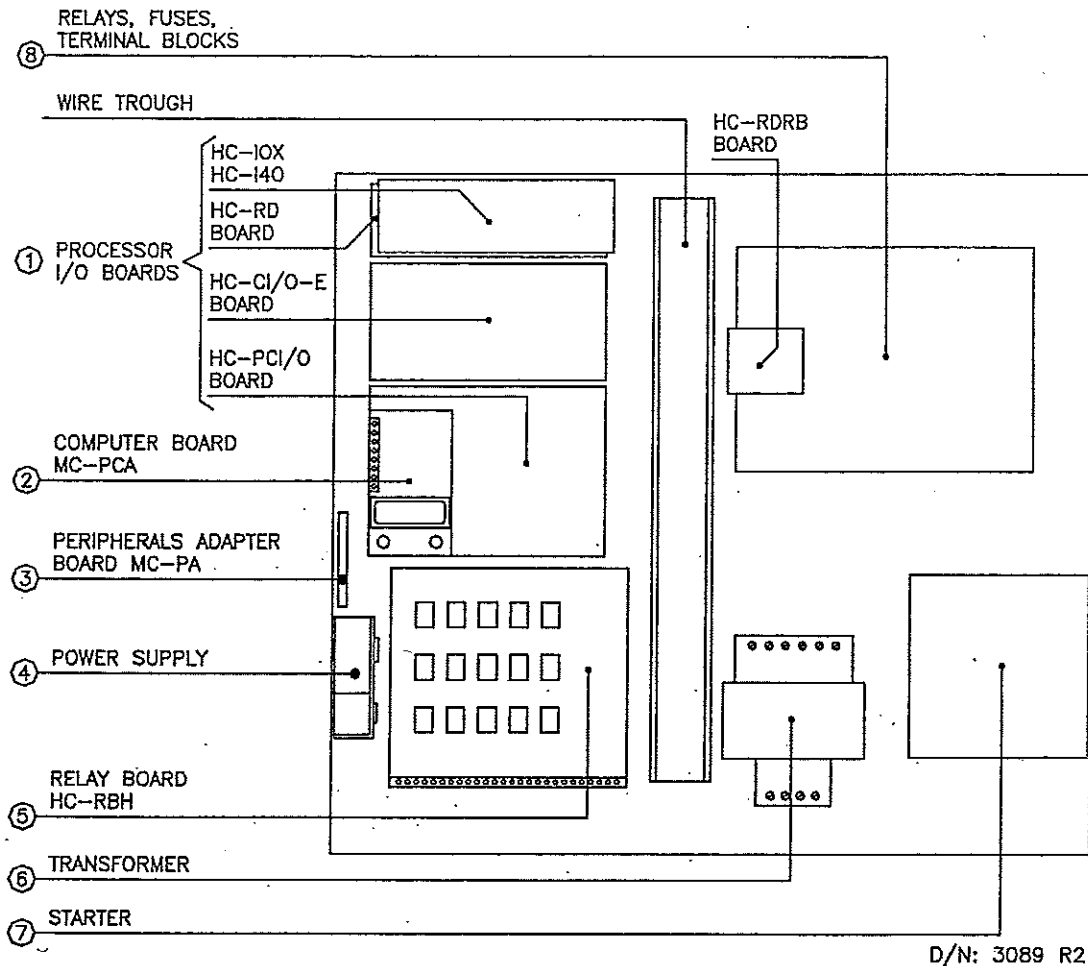 RELAYS, FUSES,
TERMINAL BLOCKS
8
WIRE TROUGH
HC-RDRB
BOARD
HC-IOX
HC-I4O
HC-RD
BOARD
1 PROCESSOR
I/O BOARDS
HC-CI/O-E
BOARD
HC-PCI/O
BOARD
COMPUTER BOARD
MC-PCA
2
PERIPHERALS ADAPTER
BOARD MC-PA
3
4 POWER SUPPLY
RELAY BOARD
HC-RBH
5
6 TRANSFORMER
7 STARTER
D/N: 3089 R2